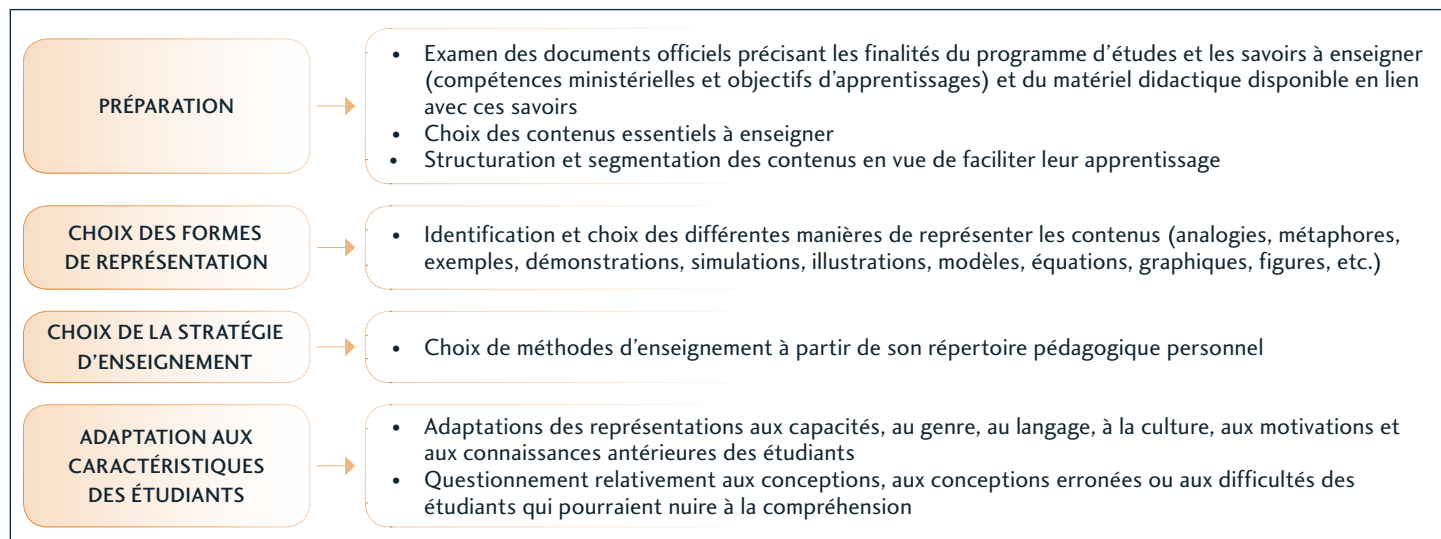 PRÉPARATION
• Examen des documents officiels précisant les finalités du programme d’études et les savoirs à enseigner
(compétences ministérielles et objectifs d’apprentissages) et du matériel didactique disponible en lien
avec ces savoirs
• Choix des contenus essentiels à enseigner
• Structuration et segmentation des contenus en vue de faciliter leur apprentissage
CHOIX DES FORMES
DE REPRÉSENTATION
• Identification et choix des différentes manières de représenter les contenus (analogies, métaphores,
exemples, démonstrations, simulations, illustrations, modèles, équations, graphiques, figures, etc.)
CHOIX DE LA STRATÉGIE
D’ENSEIGNEMENT
• Choix de méthodes d’enseignement à partir de son répertoire pédagogique personnel
ADAPTATION AUX
CARACTÉRISTIQUES
DES ÉTUDIANTS
• Adaptations des représentations aux capacités, au genre, au langage, à la culture, aux motivations et
aux connaissances antérieures des étudiants
• Questionnement relativement aux conceptions, aux conceptions erronées ou aux difficultés des
étudiants qui pourraient nuire à la compréhension